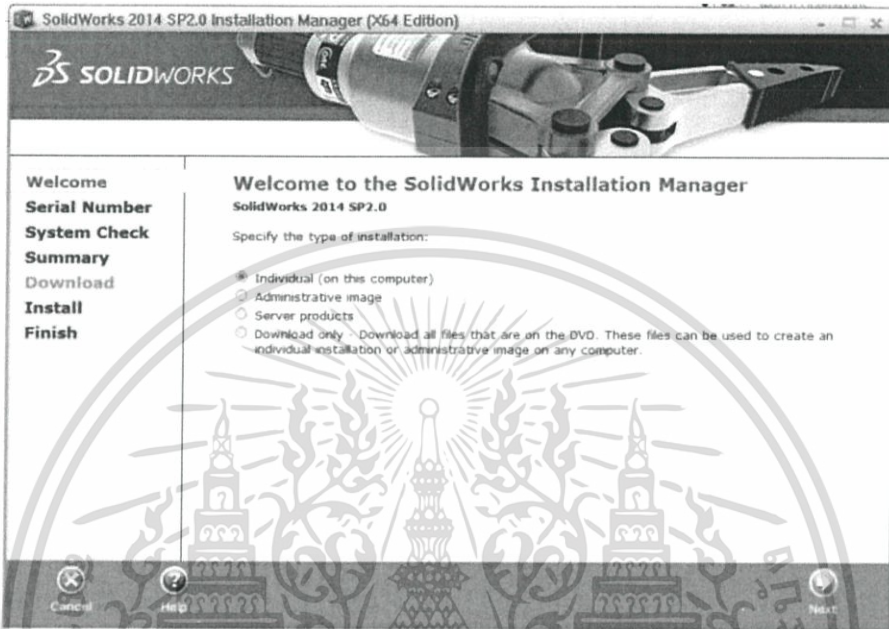 SolidWorks 2014 SP2.0 Installation Manager (X64 Edition)
3S SOLIDWORKS
Welcome
Serial Number
System Check
Summary
Download
Install
Finish
Welcome to the SolidWorks Installation Manager
SolidWorks 2014 SP2.0
Specify the type of installation:
Individual (on this computer)
Administrative image
Server products
Download only - Download all files that are on the DVD. These files can be used to create an
individual installation or administrative image on any computer.
Cancel
Help
Next